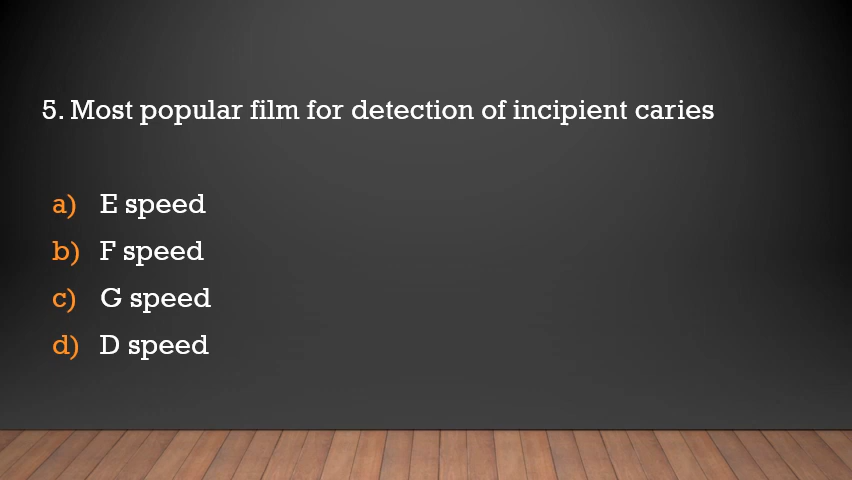 5. Most popular film for detection of incipient caries
a) E speed
b) F speed
c) G speed
d) D speed